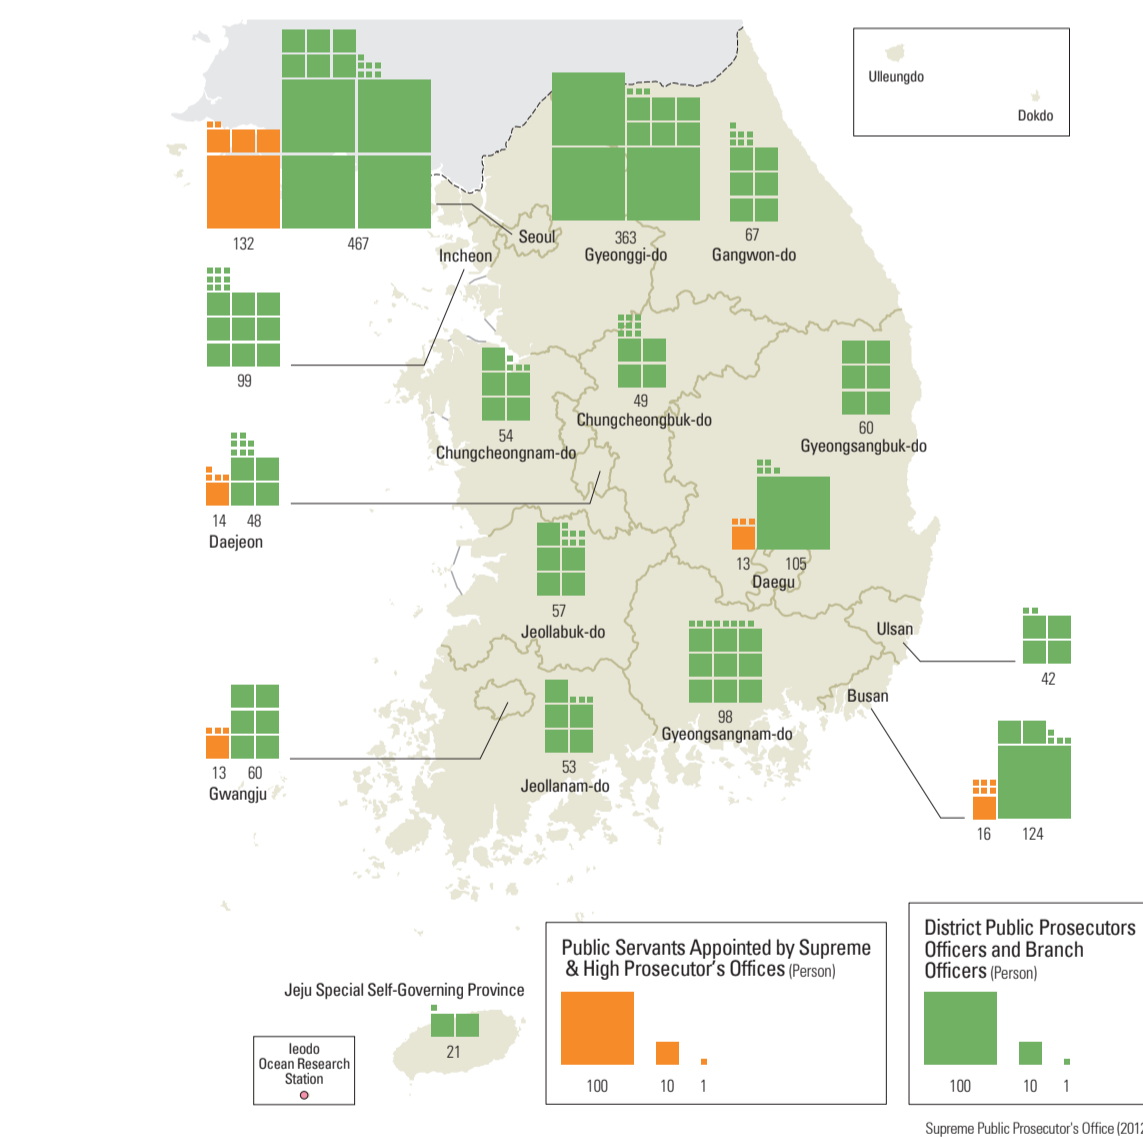 Ulleungdo
Dokdo
132
467
Seoul
363
Gyeonggi-do
67
Gangwon-do
Incheon
99
54
Chungcheongnam-do
49
Chungcheongbuk-do
60
Gyeongsangbuk-do
14 48
Daejeon
13 105
Daegu
57
Jeollabuk-do
Ulsan
42
98
Gyeongsangnam-do
Busan
13 60
Gwangju
53
Jeollanam-do
16 124
Jeju Special Self-Governing Province
21
Ieodo
Ocean Research
Station
Public Servants Appointed by Supreme
& High Prosecutor's Offices (Person)
100 10 1
District Public Prosecutors
Officers and Branch
Officers (Person)
100 10 1
Supreme Public Prosecutor's Office (2012